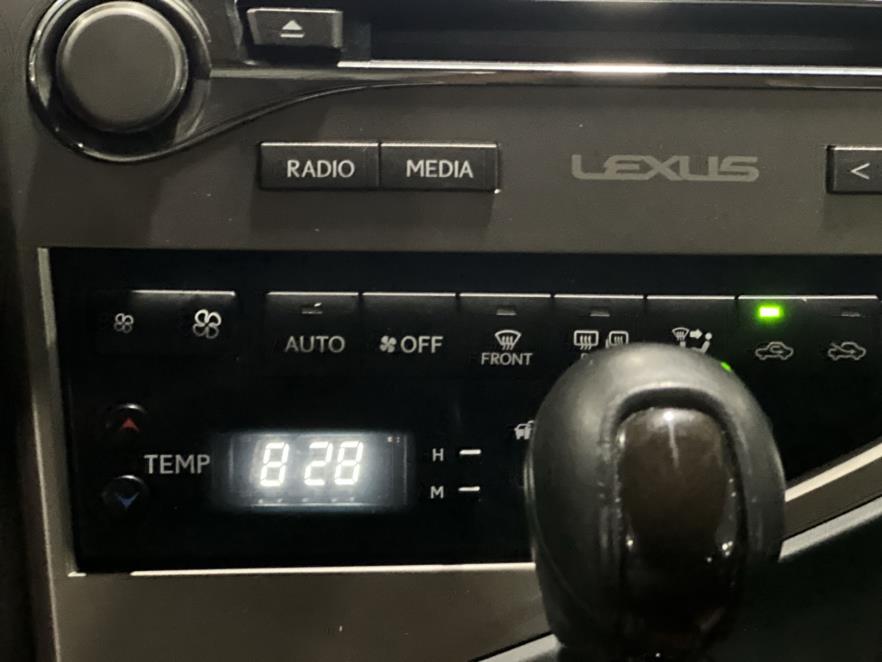 RADIO MEDIA LEXUS <
AUTO OFF FRONT
TEMP 8 28 H
M